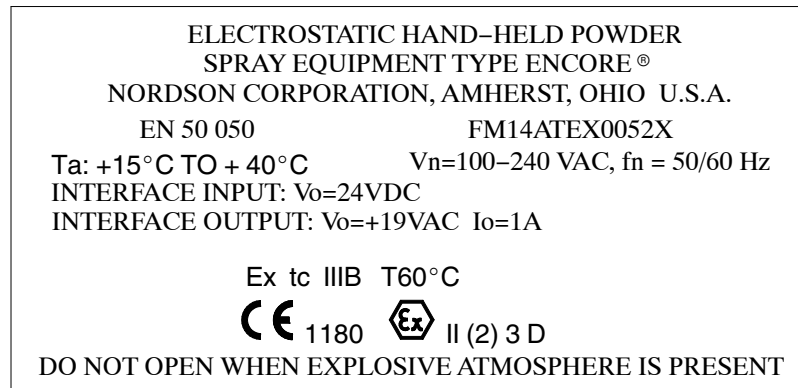 ELECTROSTATIC HAND–HELD POWDER
SPRAY EQUIPMENT TYPE ENCORE ®
NORDSON CORPORATION, AMHERST, OHIO U.S.A.
EN 50 050 FM14ATEX0052X
Ta: +15°C TO + 40°C Vn=100–240 VAC, fn = 50/60 Hz
INTERFACE INPUT: Vo=24VDC
INTERFACE OUTPUT: Vo=+19VAC Io=1A
Ex tc IIIB T60°C
CE 1180 Ex II (2) 3 D
DO NOT OPEN WHEN EXPLOSIVE ATMOSPHERE IS PRESENT